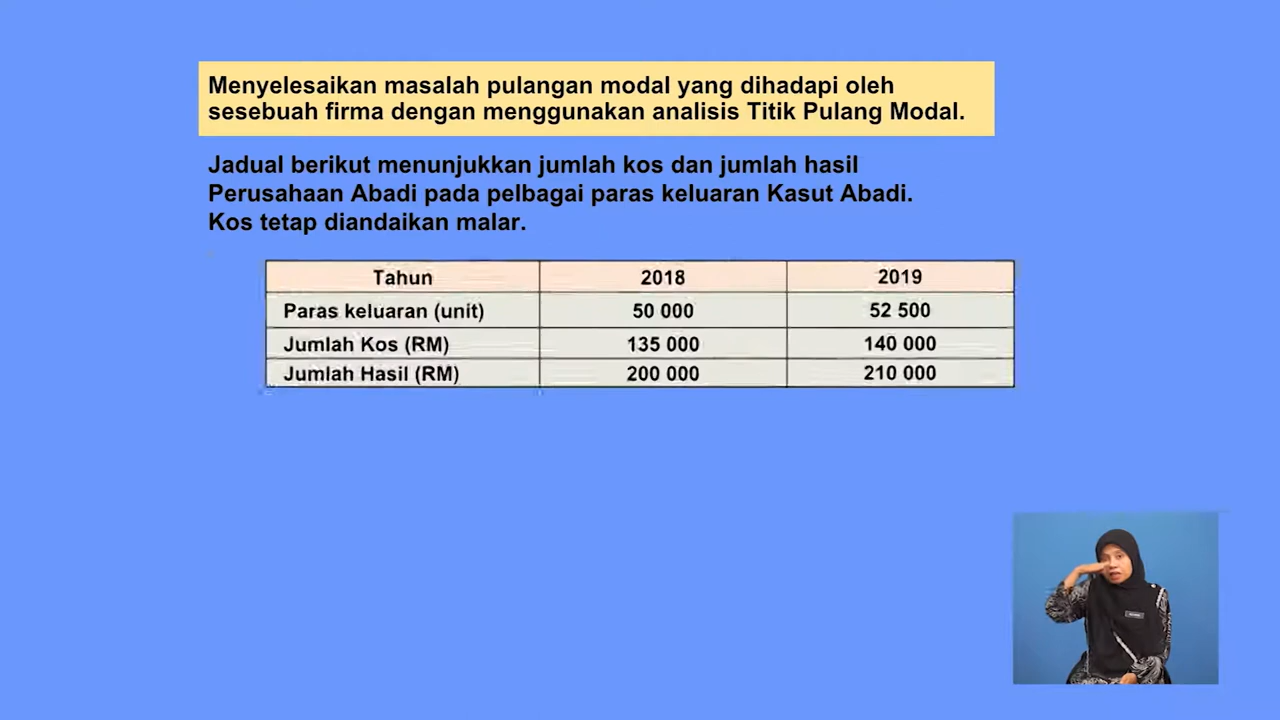 Menyelesaikan masalah pulangan modal yang dihadapi oleh
sesebuah firma dengan menggunakan analisis Titik Pulang Modal.
Jadual berikut menunjukkan jumlah kos dan jumlah hasil
Perusahaan Abadi pada pelbagai paras keluaran Kasut Abadi.
Kos tetap diandaikan malar.
Tahun 2018 2019
Paras keluaran (unit) 50 000 52 500
Jumlah Kos (RM) 135 000 140 000
Jumlah Hasil (RM) 200 000 210 000